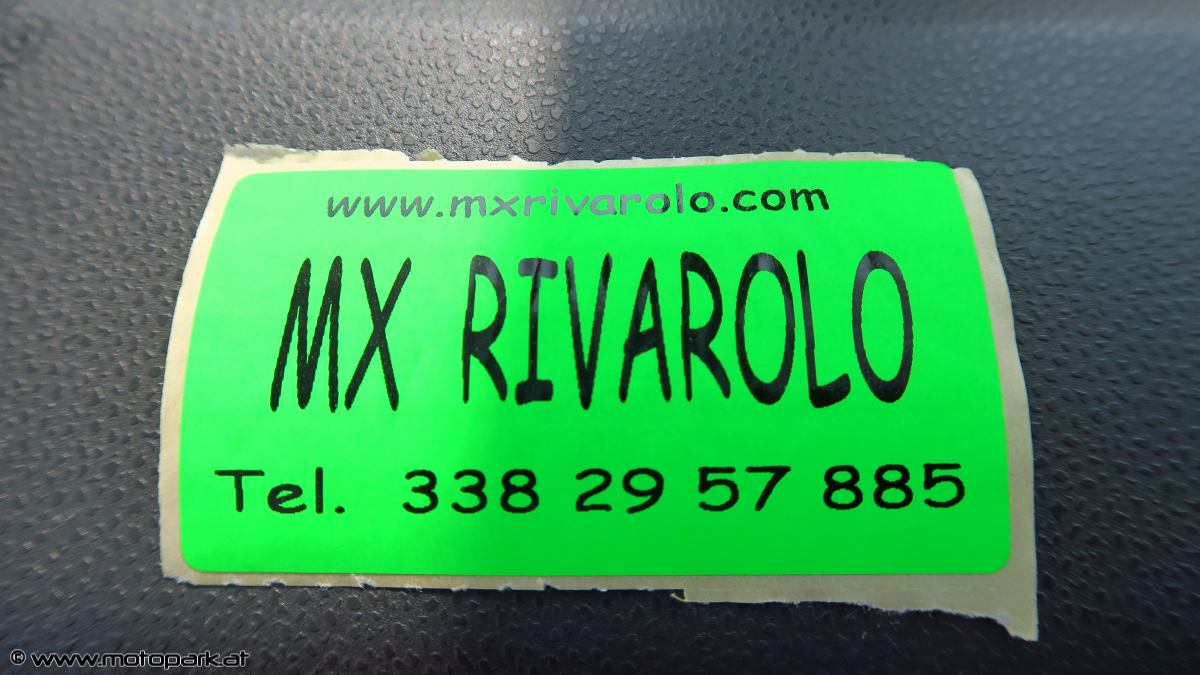 www.mxrivarolo.com
MX RIVAROLO
Tel. 338 29 57 885
© www.motopark.at